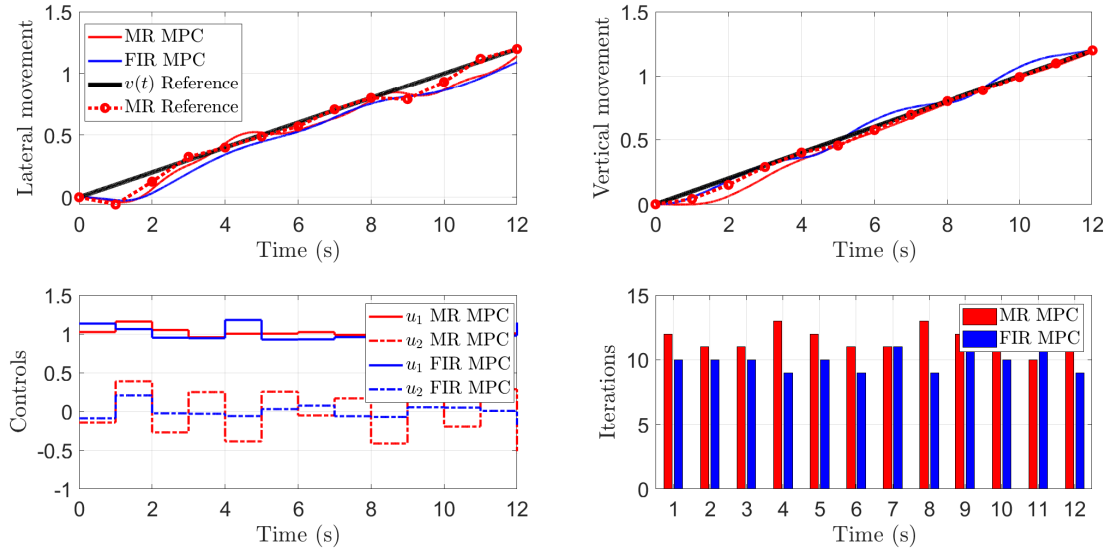 1.5
1
0.5
0
Lateral movement
MR MPC
FIR MPC
v(t) Reference
MR Reference
0 2 4 6 8 10 12
Time (s)
1.5
1
0.5
0
Vertical movement
0 2 4 6 8 10 12
Time (s)
1.5
1
0.5
0
-0.5
-1
Controls
u₁ MR MPC
u₂ MR MPC
u₁ FIR MPC
u₂ FIR MPC
0 2 4 6 8 10 12
Time (s)
15
10
5
0
Iterations
MR MPC
FIR MPC
1 2 3 4 5 6 7 8 9 10 11 12
Time (s)